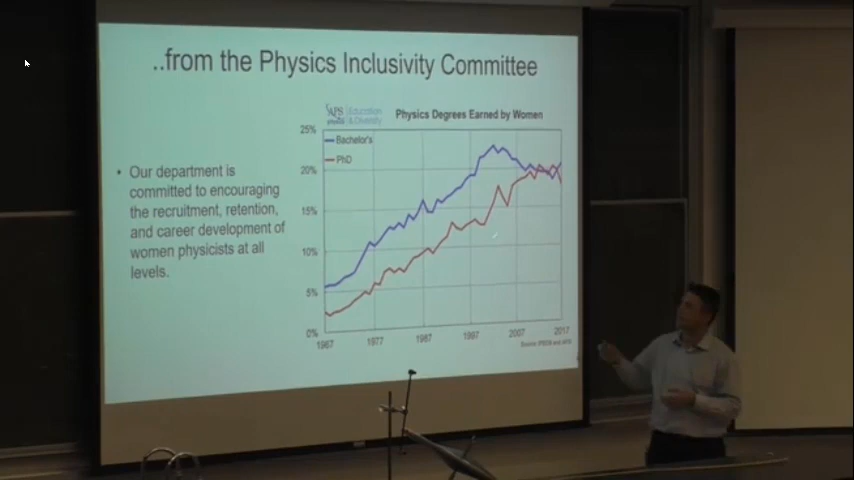 ..from the Physics Inclusivity Committee
APS
physics
Education
& Diversity
Physics Degrees Earned by Women
Bachelor's
PhD
25%
20%
15%
10%
5%
0%
1967
1977
1987
1997
2007
2017
• Our department is
committed to encouraging
the recruitment, retention,
and career development of
women physicists at all
levels.